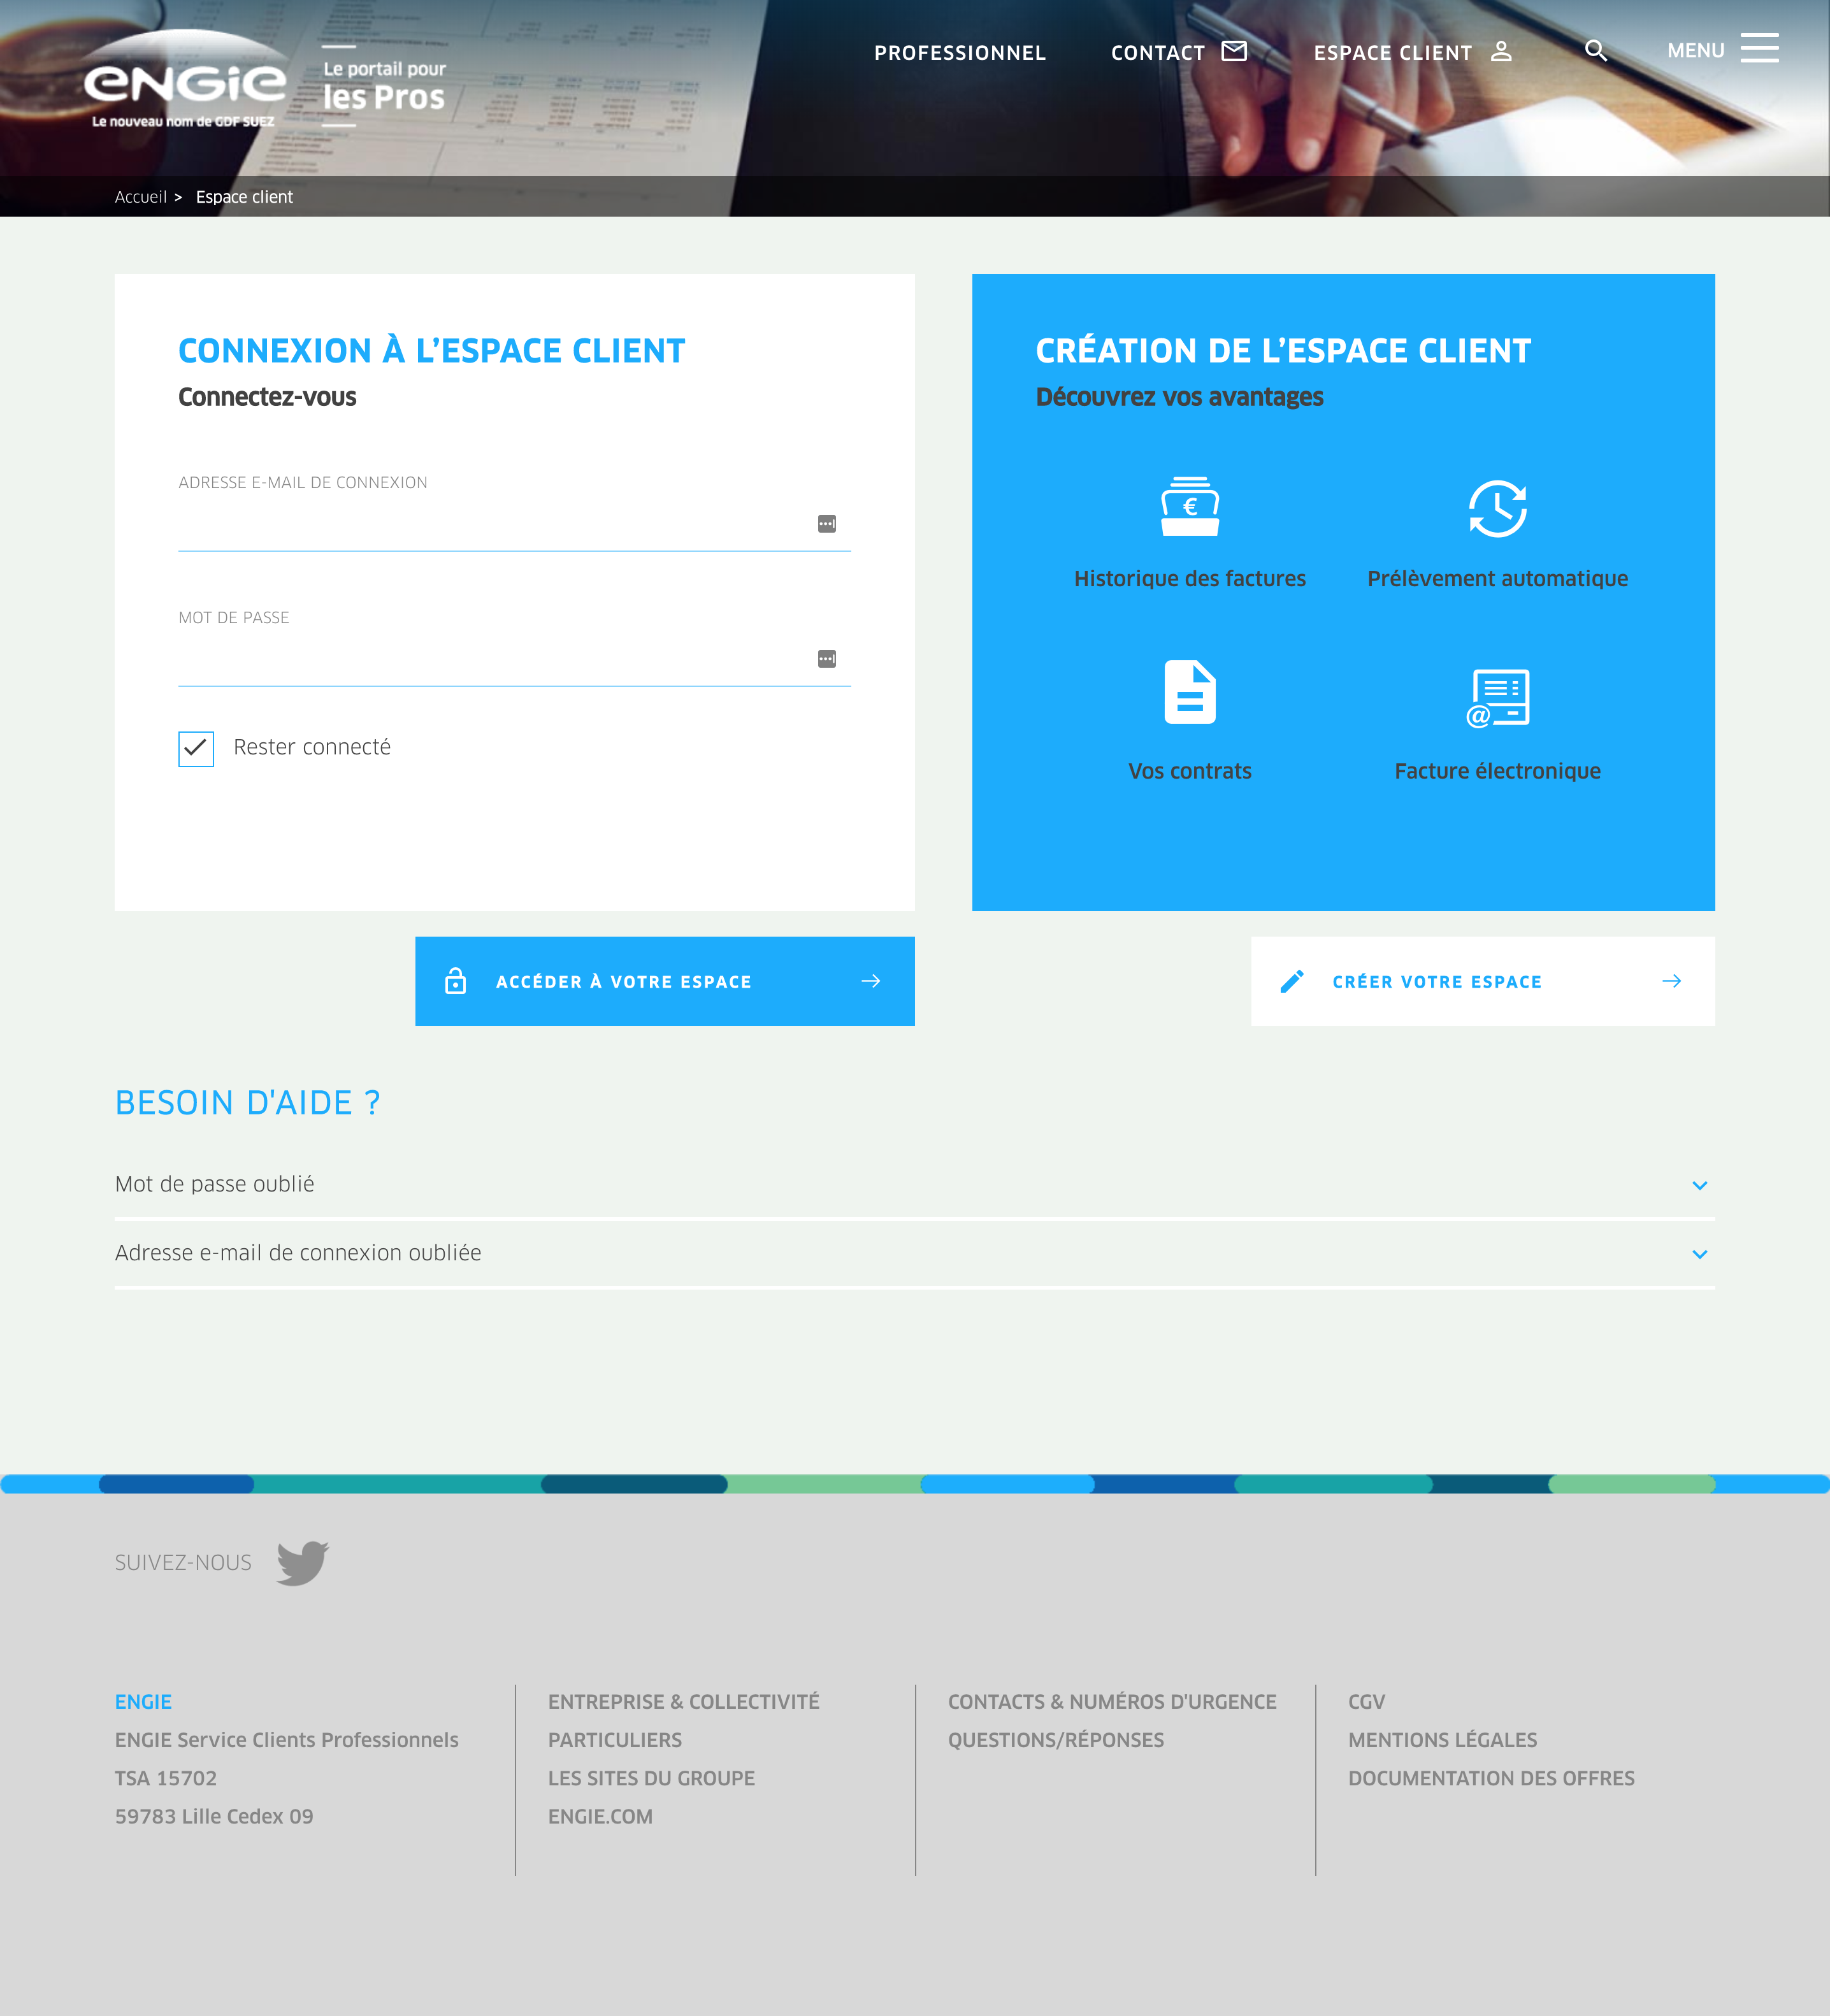 ENGIE
Le nouveau nom de GDF SUEZ
Le portail pour
les Pros
PROFESSIONNEL
CONTACT
ESPACE CLIENT
MENU
Accueil > Espace client
CONNEXION À L’ESPACE CLIENT
Connectez-vous
ADRESSE E-MAIL DE CONNEXION
MOT DE PASSE
Rester connecté
ACCÉDER À VOTRE ESPACE
CRÉATION DE L’ESPACE CLIENT
Découvrez vos avantages
€
Historique des factures
Prélèvement automatique
@
Vos contrats
Facture électronique
CRÉER VOTRE ESPACE
BESOIN D'AIDE ?
Mot de passe oublié
Adresse e-mail de connexion oubliée
SUIVEZ-NOUS
ENGIE
ENGIE Service Clients Professionnels
TSA 15702
59783 Lille Cedex 09
ENTREPRISE & COLLECTIVITÉ
PARTICULIERS
LES SITES DU GROUPE
ENGIE.COM
CONTACTS & NUMÉROS D'URGENCE
QUESTIONS/RÉPONSES
CGV
MENTIONS LÉGALES
DOCUMENTATION DES OFFRES